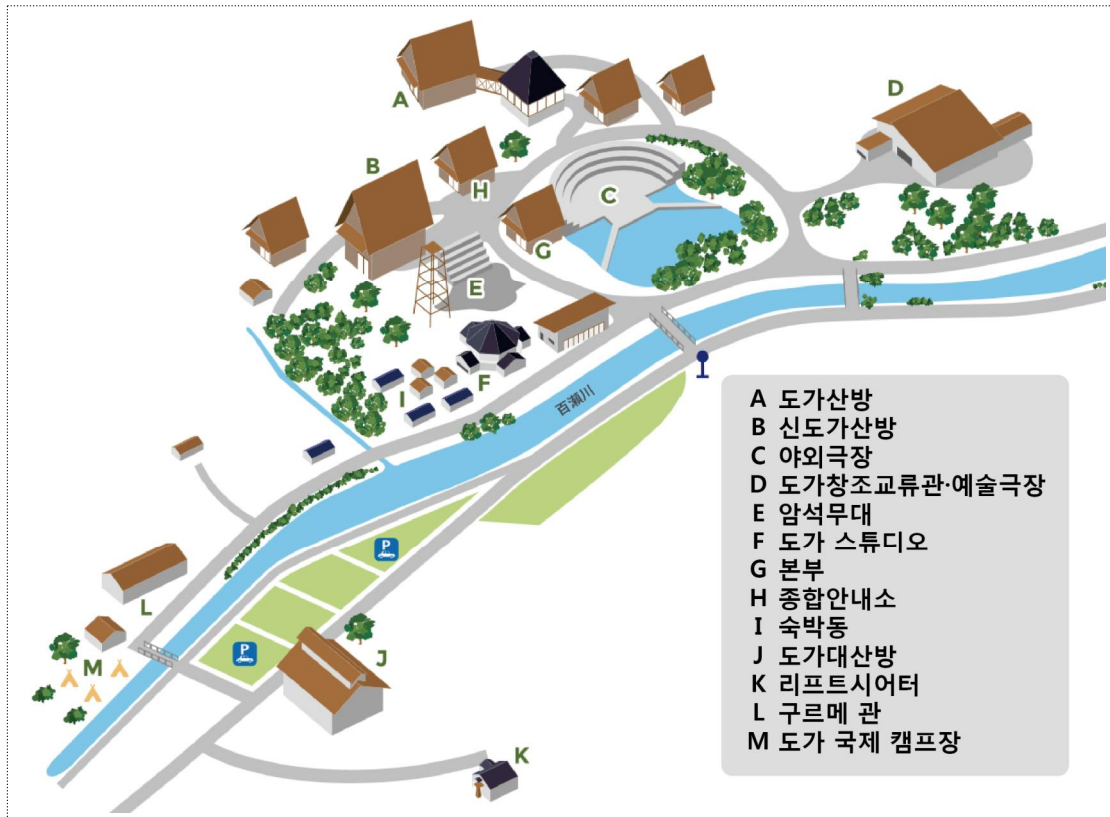 A
D
B
H
C
G
E
F
I
百瀬川
P
L
M
P
J
K
A 도가산방
B 신도가산방
C 야외극장
D 도가창조교류관·예술극장
E 암석무대
F 도가 스튜디오
G 본부
H 종합안내소
I 숙박동
J 도가대산방
K 리프트시어터
L 구르메 관
M 도가 국제 캠프장